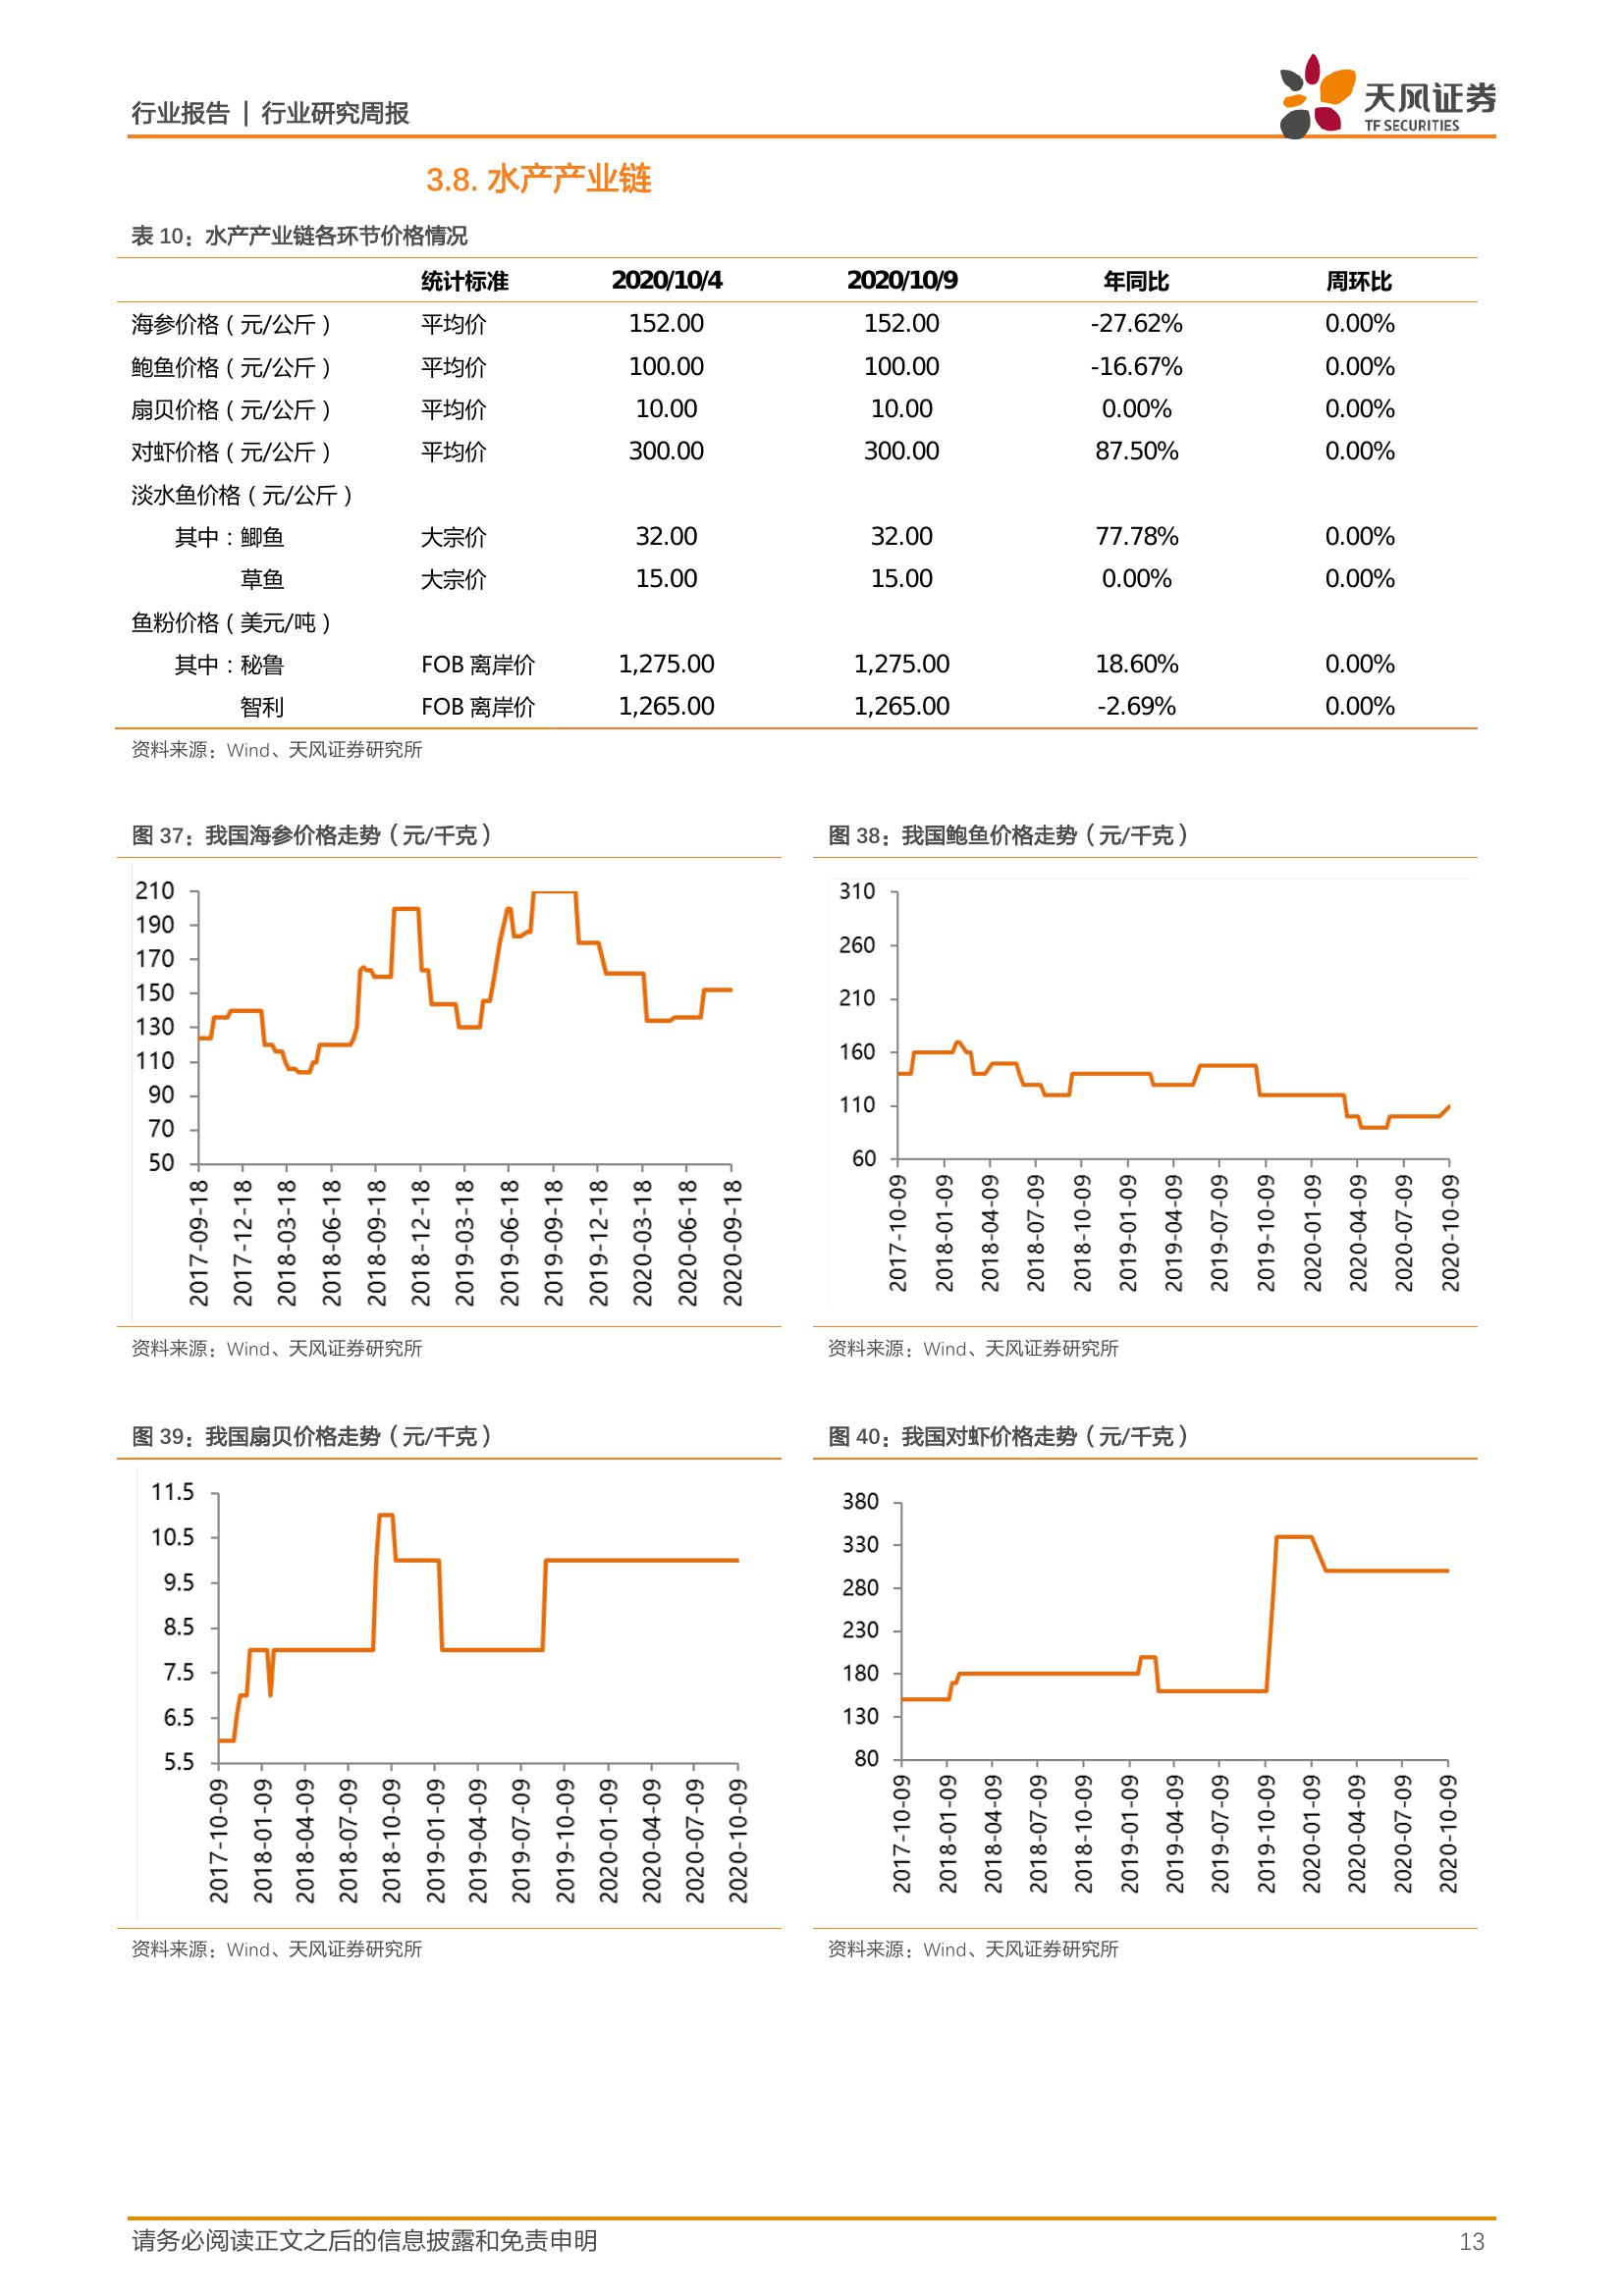 行业报告 | 行业研究周报
天风证券
TF SECURITIES
3.8. 水产产业链
表 10：水产产业链各环节价格情况
统计标准 2020/10/4 2020/10/9 年同比 周环比
海参价格（元/公斤） 平均价 152.00 152.00 -27.62% 0.00%
鲍鱼价格（元/公斤） 平均价 100.00 100.00 -16.67% 0.00%
扇贝价格（元/公斤） 平均价 10.00 10.00 0.00% 0.00%
对虾价格（元/公斤） 平均价 300.00 300.00 87.50% 0.00%
淡水鱼价格（元/公斤）
其中：鲫鱼 大宗价 32.00 32.00 77.78% 0.00%
草鱼 大宗价 15.00 15.00 0.00% 0.00%
鱼粉价格（美元/吨）
其中：秘鲁 FOB 离岸价 1,275.00 1,275.00 18.60% 0.00%
智利 FOB 离岸价 1,265.00 1,265.00 -2.69% 0.00%
资料来源：Wind、天风证券研究所
图 37：我国海参价格走势（元/千克）
210
190
170
150
130
110
90
70
50
2017-09-18 2017-12-18 2018-03-18 2018-06-18 2018-09-18 2018-12-18 2019-03-18 2019-06-18 2019-09-18 2019-12-18 2020-03-18 2020-06-18 2020-09-18
资料来源：Wind、天风证券研究所
图 38：我国鲍鱼价格走势（元/千克）
310
260
210
160
110
60
2017-10-09 2018-01-09 2018-04-09 2018-07-09 2018-10-09 2019-01-09 2019-04-09 2019-07-09 2019-10-09 2020-01-09 2020-04-09 2020-07-09 2020-10-09
资料来源：Wind、天风证券研究所
图 39：我国扇贝价格走势（元/千克）
11.5
10.5
9.5
8.5
7.5
6.5
5.5
2017-10-09 2018-01-09 2018-04-09 2018-07-09 2018-10-09 2019-01-09 2019-04-09 2019-07-09 2019-10-09 2020-01-09 2020-04-09 2020-07-09 2020-10-09
资料来源：Wind、天风证券研究所
图 40：我国对虾价格走势（元/千克）
380
330
280
230
180
130
80
2017-10-09 2018-01-09 2018-04-09 2018-07-09 2018-10-09 2019-01-09 2019-04-09 2019-07-09 2019-10-09 2020-01-09 2020-04-09 2020-07-09 2020-10-09
资料来源：Wind、天风证券研究所
请务必阅读正文之后的信息披露和免责申明 13